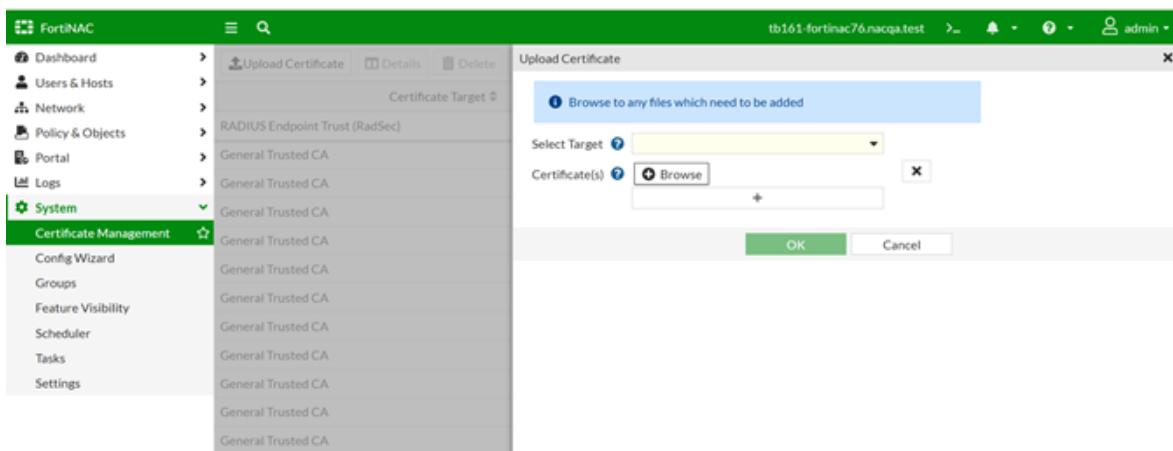 FortiNAC
tb161-fortinac76.nacqa.test
admin
Dashboard
Users & Hosts
Network
Policy & Objects
Portal
Logs
System
Certificate Management
Config Wizard
Groups
Feature Visibility
Scheduler
Tasks
Settings
Upload Certificate
Details
Delete
Certificate Target
RADIUS Endpoint Trust (RadSec)
General Trusted CA
General Trusted CA
General Trusted CA
General Trusted CA
General Trusted CA
General Trusted CA
General Trusted CA
General Trusted CA
General Trusted CA
General Trusted CA
General Trusted CA
Upload Certificate
Browse to any files which need to be added
Select Target
Certificate(s)
Browse
OK
Cancel